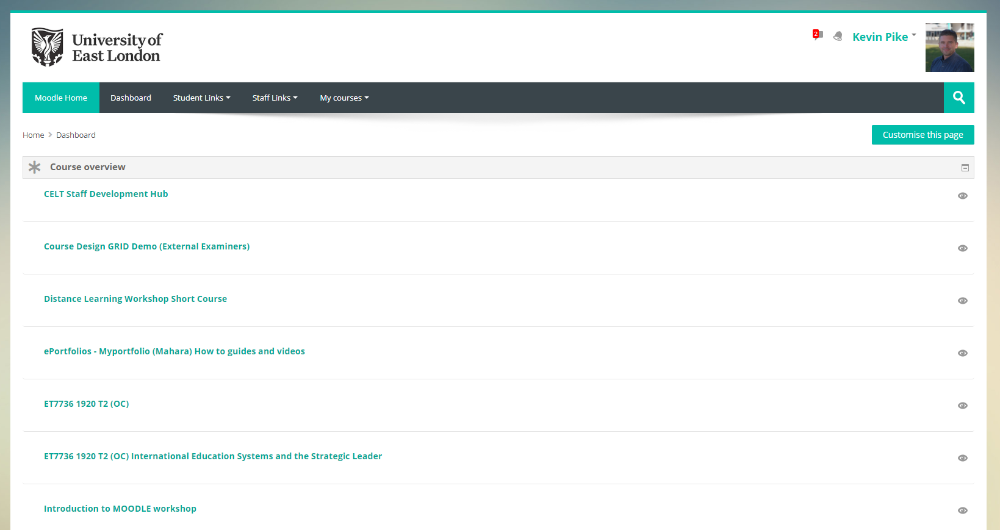 University of
East London
2
Kevin Pike
Moodle Home Dashboard Student Links Staff Links My courses
Home Dashboard
Customise this page
Course overview
CELT Staff Development Hub
Course Design GRID Demo (External Examiners)
Distance Learning Workshop Short Course
ePortfolios - Myportfolio (Mahara) How to guides and videos
ET7736 1920 T2 (OC)
ET7736 1920 T2 (OC) International Education Systems and the Strategic Leader
Introduction to MOODLE workshop